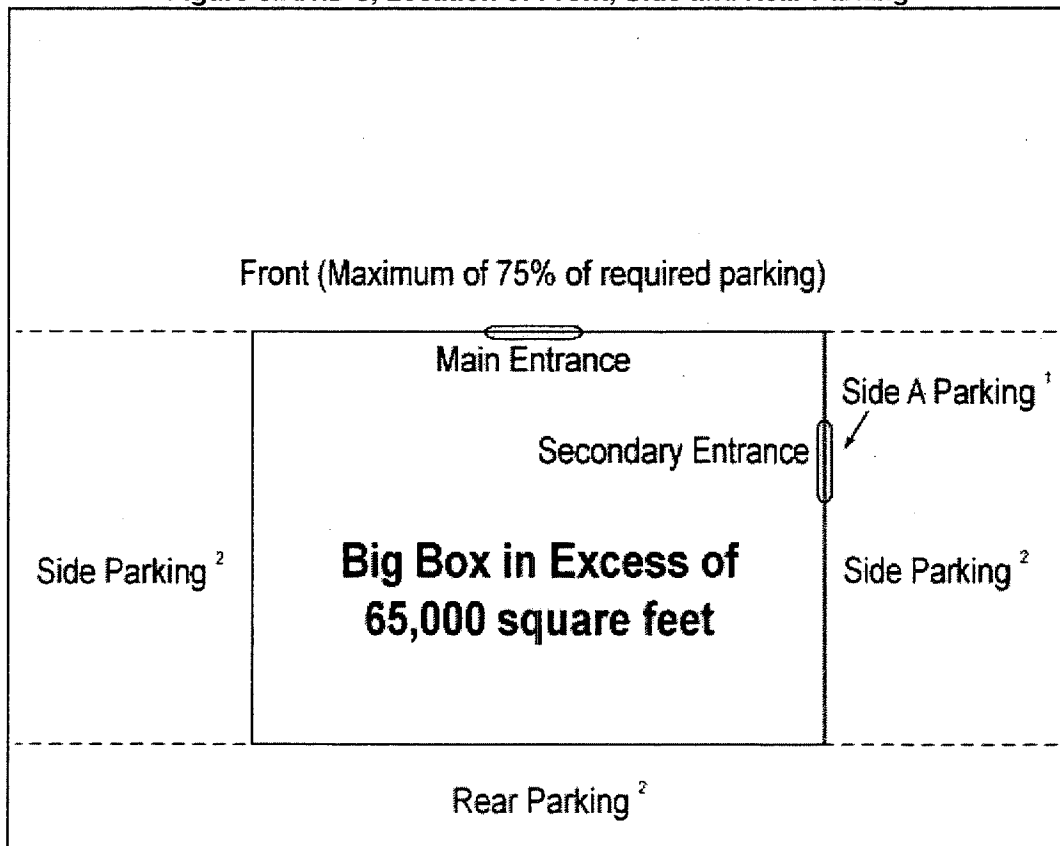 Front (Maximum of 75% of required parking)
Main Entrance
Side A Parking ¹
Secondary Entrance
Side Parking ²
Big Box in Excess of
65,000 square feet
Side Parking ²
Rear Parking ²